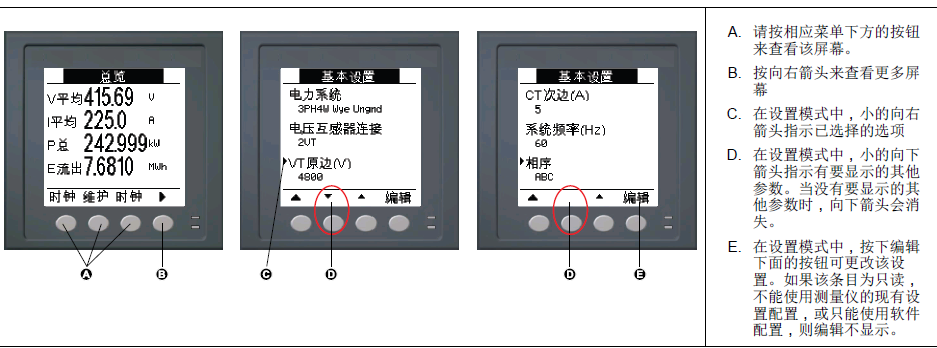 总览
V平均 415.69 V
I平均 225.0 A
P总 242.999 kW
E流出 7.6810 MWh
时钟 维护 时钟
A
B
基本设置
电力系统
3PH4W Wye Ungnd
电压互感器连接
2VT
VT原边(V)
4800
编辑
C
D
基本设置
CT次边(A)
5
系统频率(Hz)
60
相序
ABC
编辑
D
E
A. 请按相应菜单下方的按钮
来查看该屏幕。
B. 按向右箭头来查看更多屏
幕
C. 在设置模式中，小的向右
箭头指示已选择的选项
D. 在设置模式中，小的向下
箭头指示有要显示的其他
参数。当没有要显示的其
他参数时，向下箭头会消
失。
E. 在设置模式中，按下编辑
下面的按钮可更改该设
置。如果该条目为只读，
不能使用测量仪的现有设
置配置，或只能使用软件
配置，则编辑不显示。